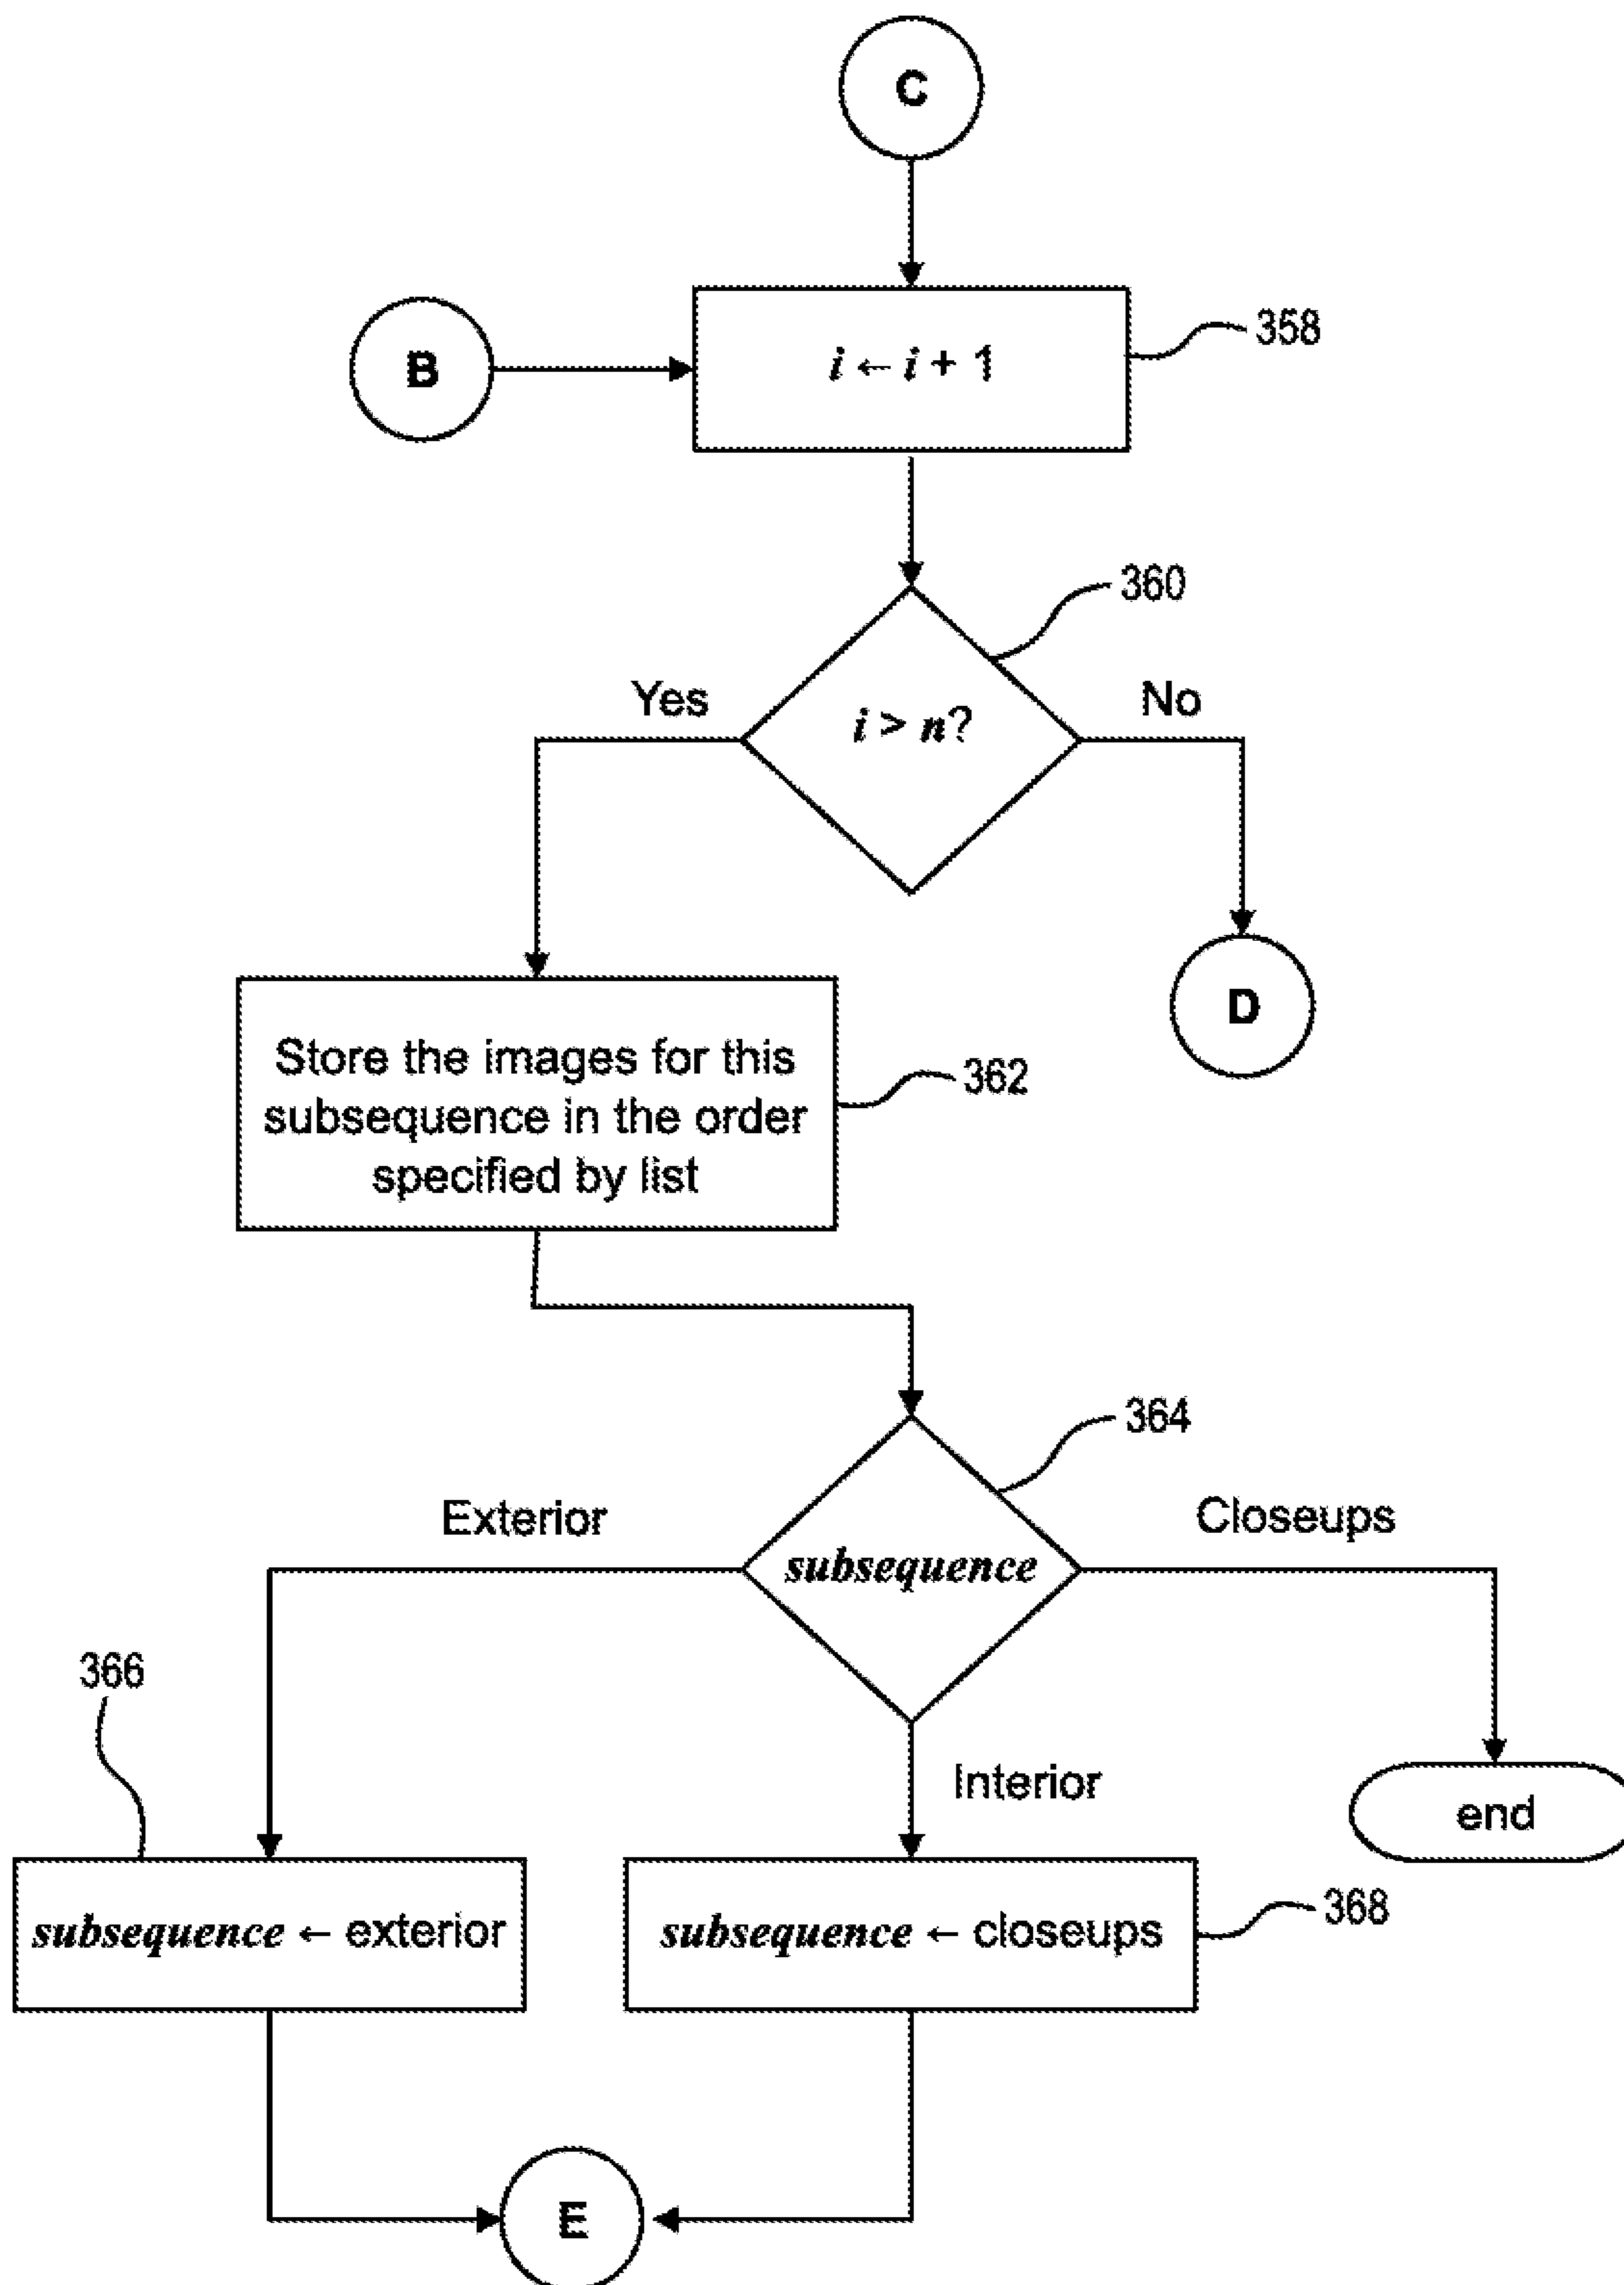 C
B
i ← i + 1
358
360
Yes
No
i > n?
D
Store the images for this
subsequence in the order
specified by list
362
364
Exterior
Closeups
subsequence
366
Interior
end
subsequence ← exterior
subsequence ← closeups
368
E